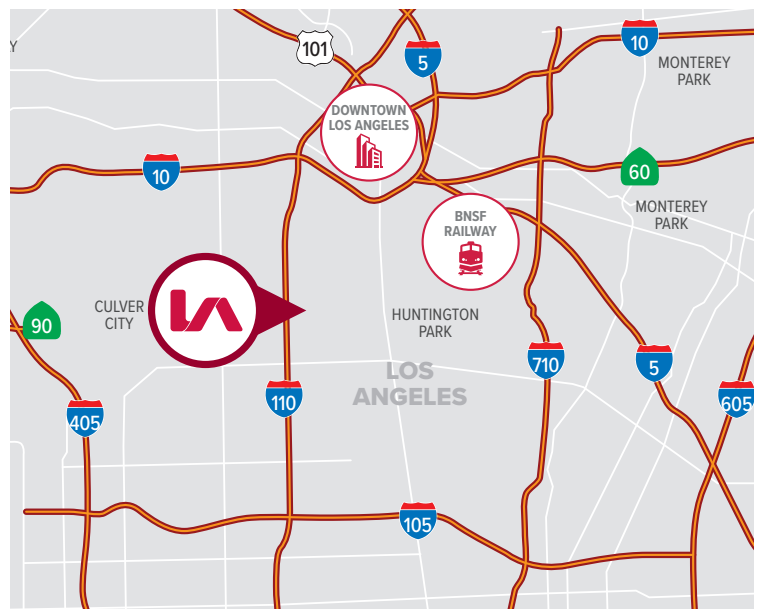 101
5
10
MONTEREY
PARK
Y
DOWNTOWN
LOS ANGELES
10
60
MONTEREY
PARK
BNSF
RAILWAY
CULVER
CITY
90
LA
HUNTINGTON
PARK
LOS
ANGELES
710
5
110
405
605
105